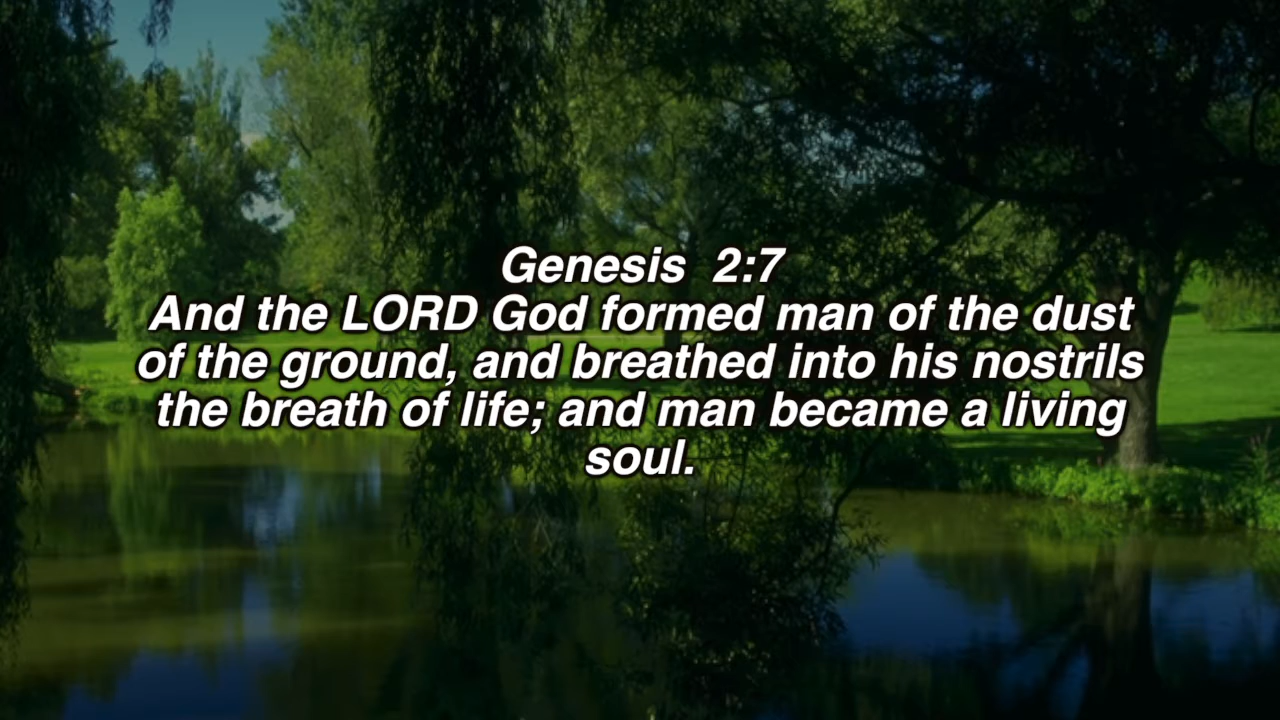 Genesis  2:7
And the LORD God formed man of the dust
of the ground, and breathed into his nostrils
the breath of life; and man became a living
soul.